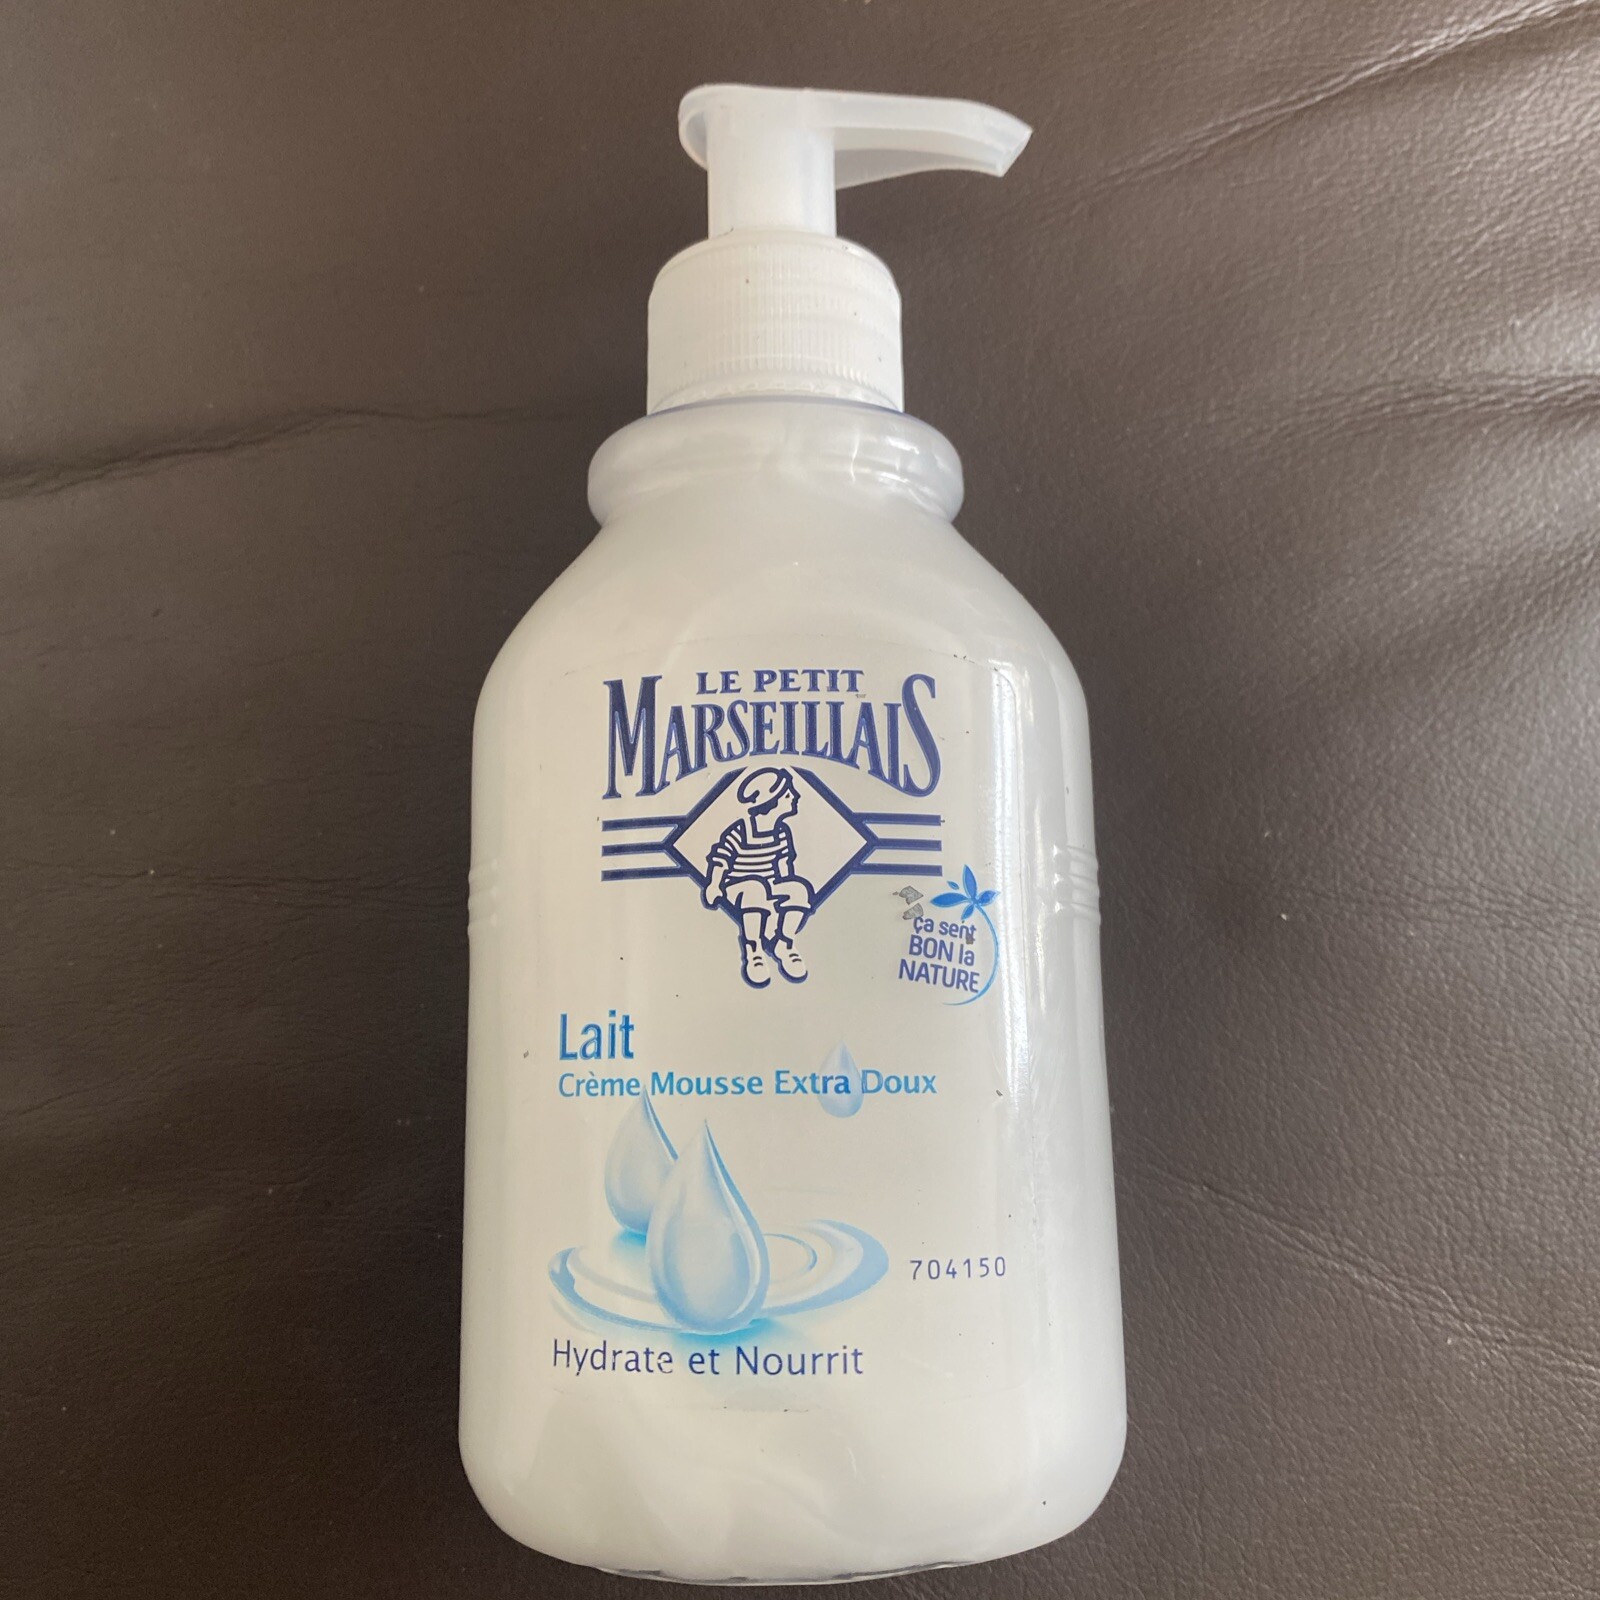 LE PETIT
MARSEILLAIS
ça sent
BON la
NATURE
Lait
Crème Mousse Extra Doux
704150
Hydrate et Nourrit